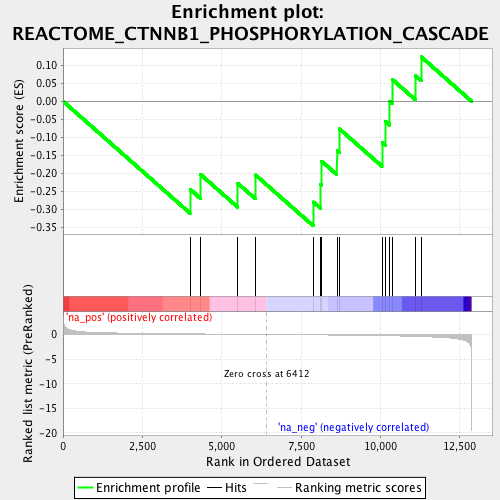 Enrichment plot:
REACTOME_CTNNB1_PHOSPHORYLATION_CASCADE
Enrichment score (ES)
0.10
0.05
0.00
-0.05
-0.10
-0.15
-0.20
-0.25
-0.30
-0.35
'na_pos' (positively correlated)
Ranked list metric (PreRanked)
0
-5
-10
-15
-20
Zero cross at 6412
'na_neg' (negatively correlated)
0
2,500
5,000
7,500
10,000
12,500
Rank in Ordered Dataset
Enrichment profile
Hits
Ranking metric scores